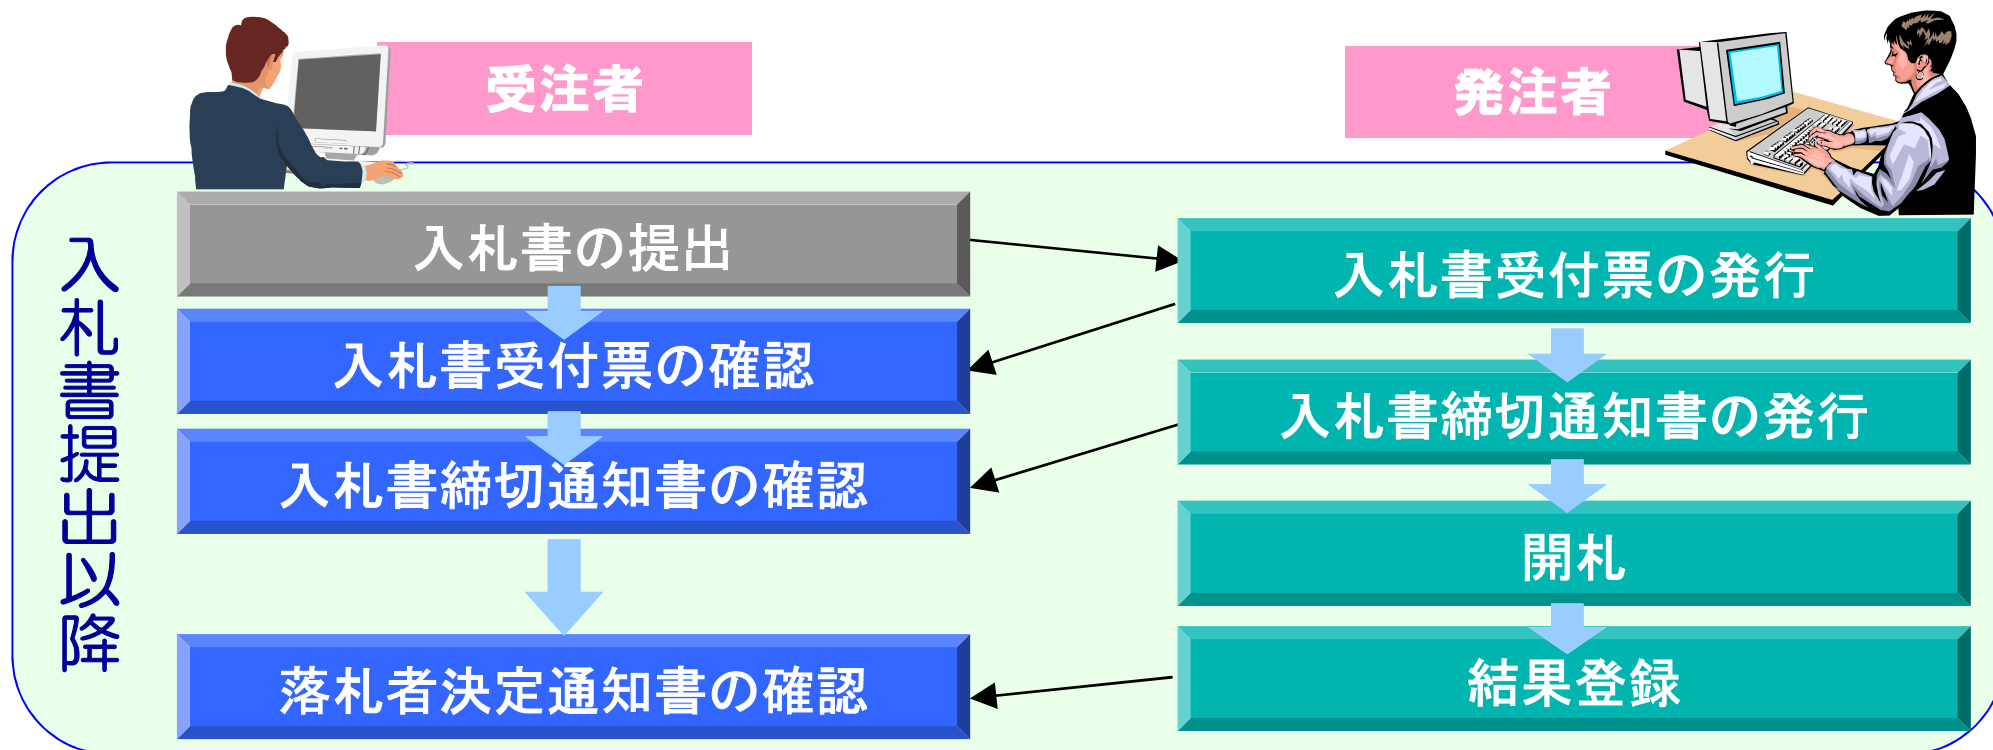 受注者
発注者
入札書提出以降
入札書の提出
入札書受付票の発行
入札書受付票の確認
入札書締切通知書の発行
入札書締切通知書の確認
開札
落札者決定通知書の確認
結果登録